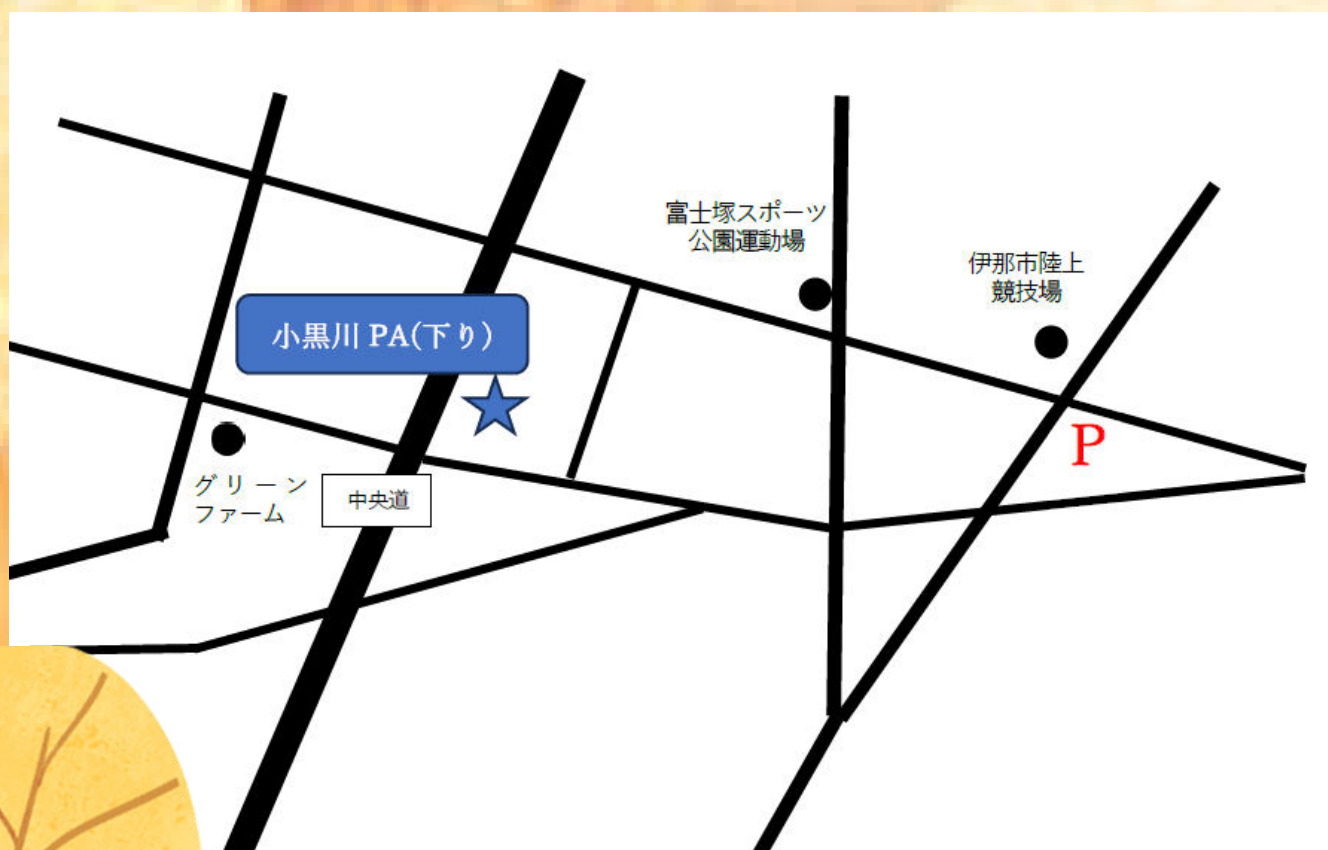 富士塚スポーツ
公園運動場
伊那市陸上
競技場
小黒川 PA(下り)
P
グリーン
ファーム
中央道